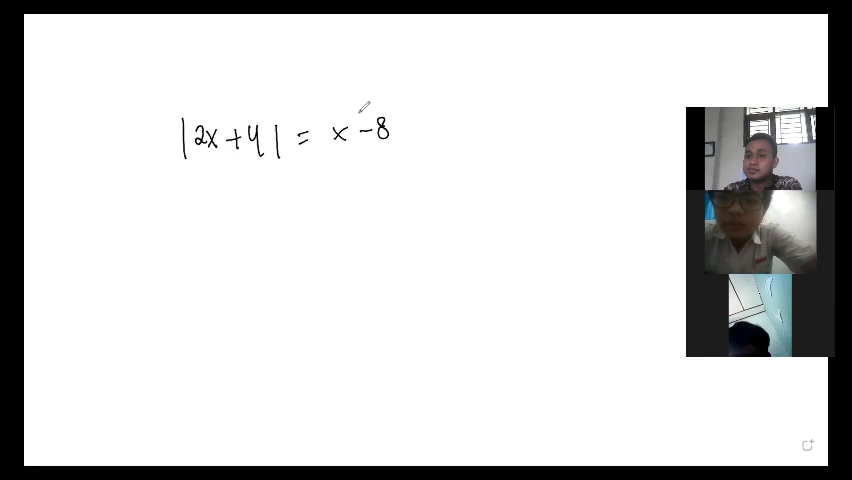 |2x+4| = x-8